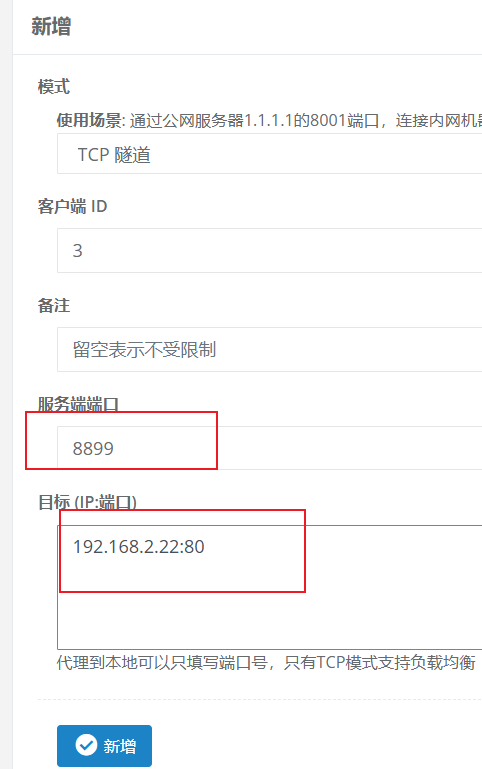 新增
模式
使用场景: 通过公网服务器1.1.1.1的8001端口，连接内网机
TCP 隧道
客户端 ID
3
备注
留空表示不受限制
服务端端口
8899
目标 (IP:端口)
192.168.2.22:80
代理到本地可以只填写端口号，只有TCP模式支持负载均衡
新增